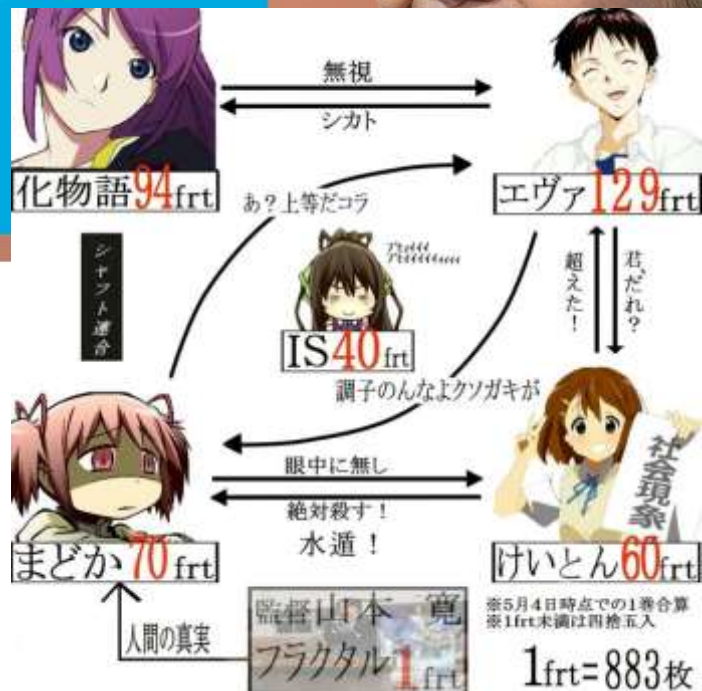 無視
シカト
化物語94frt
エヴァ129frt
あ?上等だコラ
シャフト連合
超えた!
君、だれ?
IS40frt
調子のんなよクソガキが
社会現象
眼中に無し
絶対殺す!
水遁!
まどか70frt
けいとん60frt
人間の真実
監督山本 寛
フラクタル1frt
※5月4日時点での1巻合算
※1frt未満は四捨五入
1frt=883枚